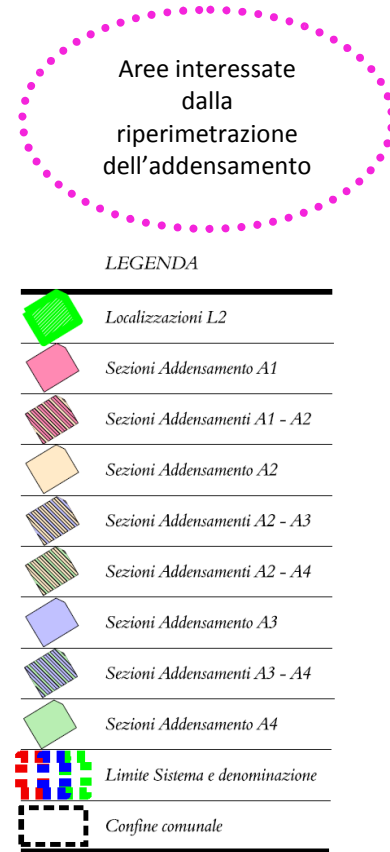 Aree interessate
dalla
riperimetrazione
dell’addensamento
LEGENDA
Localizzazioni L2
Sezioni Addensamento A1
Sezioni Addensamenti A1 - A2
Sezioni Addensamento A2
Sezioni Addensamenti A2 - A3
Sezioni Addensamenti A2 - A4
Sezioni Addensamento A3
Sezioni Addensamenti A3 - A4
Sezioni Addensamento A4
Limite Sistema e denominazione
Confine comunale